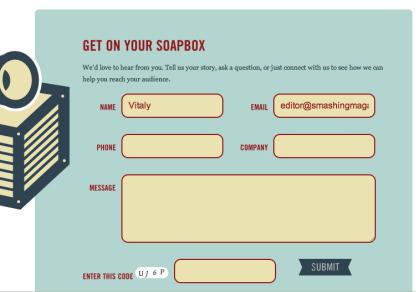 GET ON YOUR SOAPBOX
We'd love to hear from you. Tell us your story, ask a question, or just connect with us to see how we can
help you reach your audience.
NAME Vitaly EMAIL editor@smashingmaga
PHONE COMPANY
MESSAGE
ENTER THIS CODE UJ6P SUBMIT